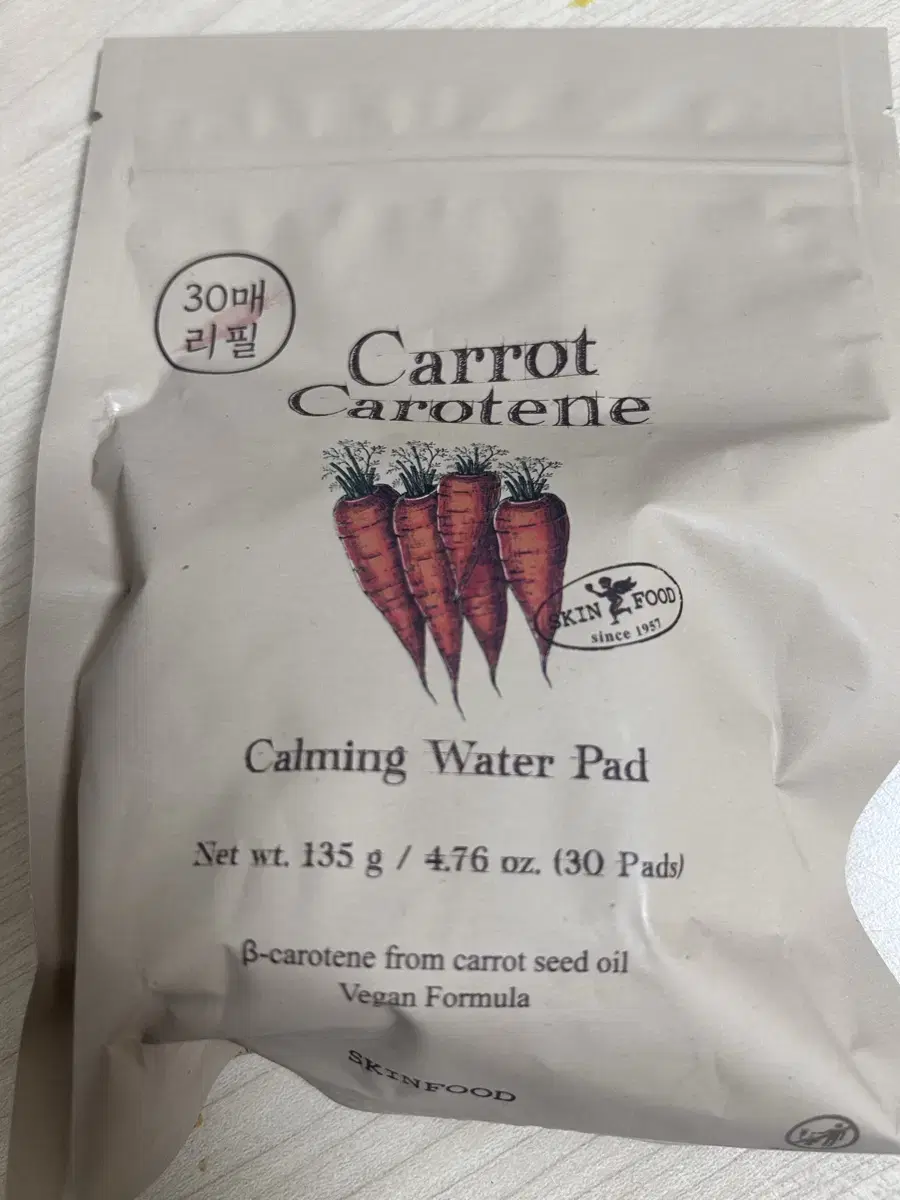 30매
리필
Carrot
Carotene
SKIN FOOD
since 1957
Calming Water Pad
Net wt. 135 g / 4.76 oz. (30 Pads)
β-carotene from carrot seed oil
Vegan Formula
SKINFOOD